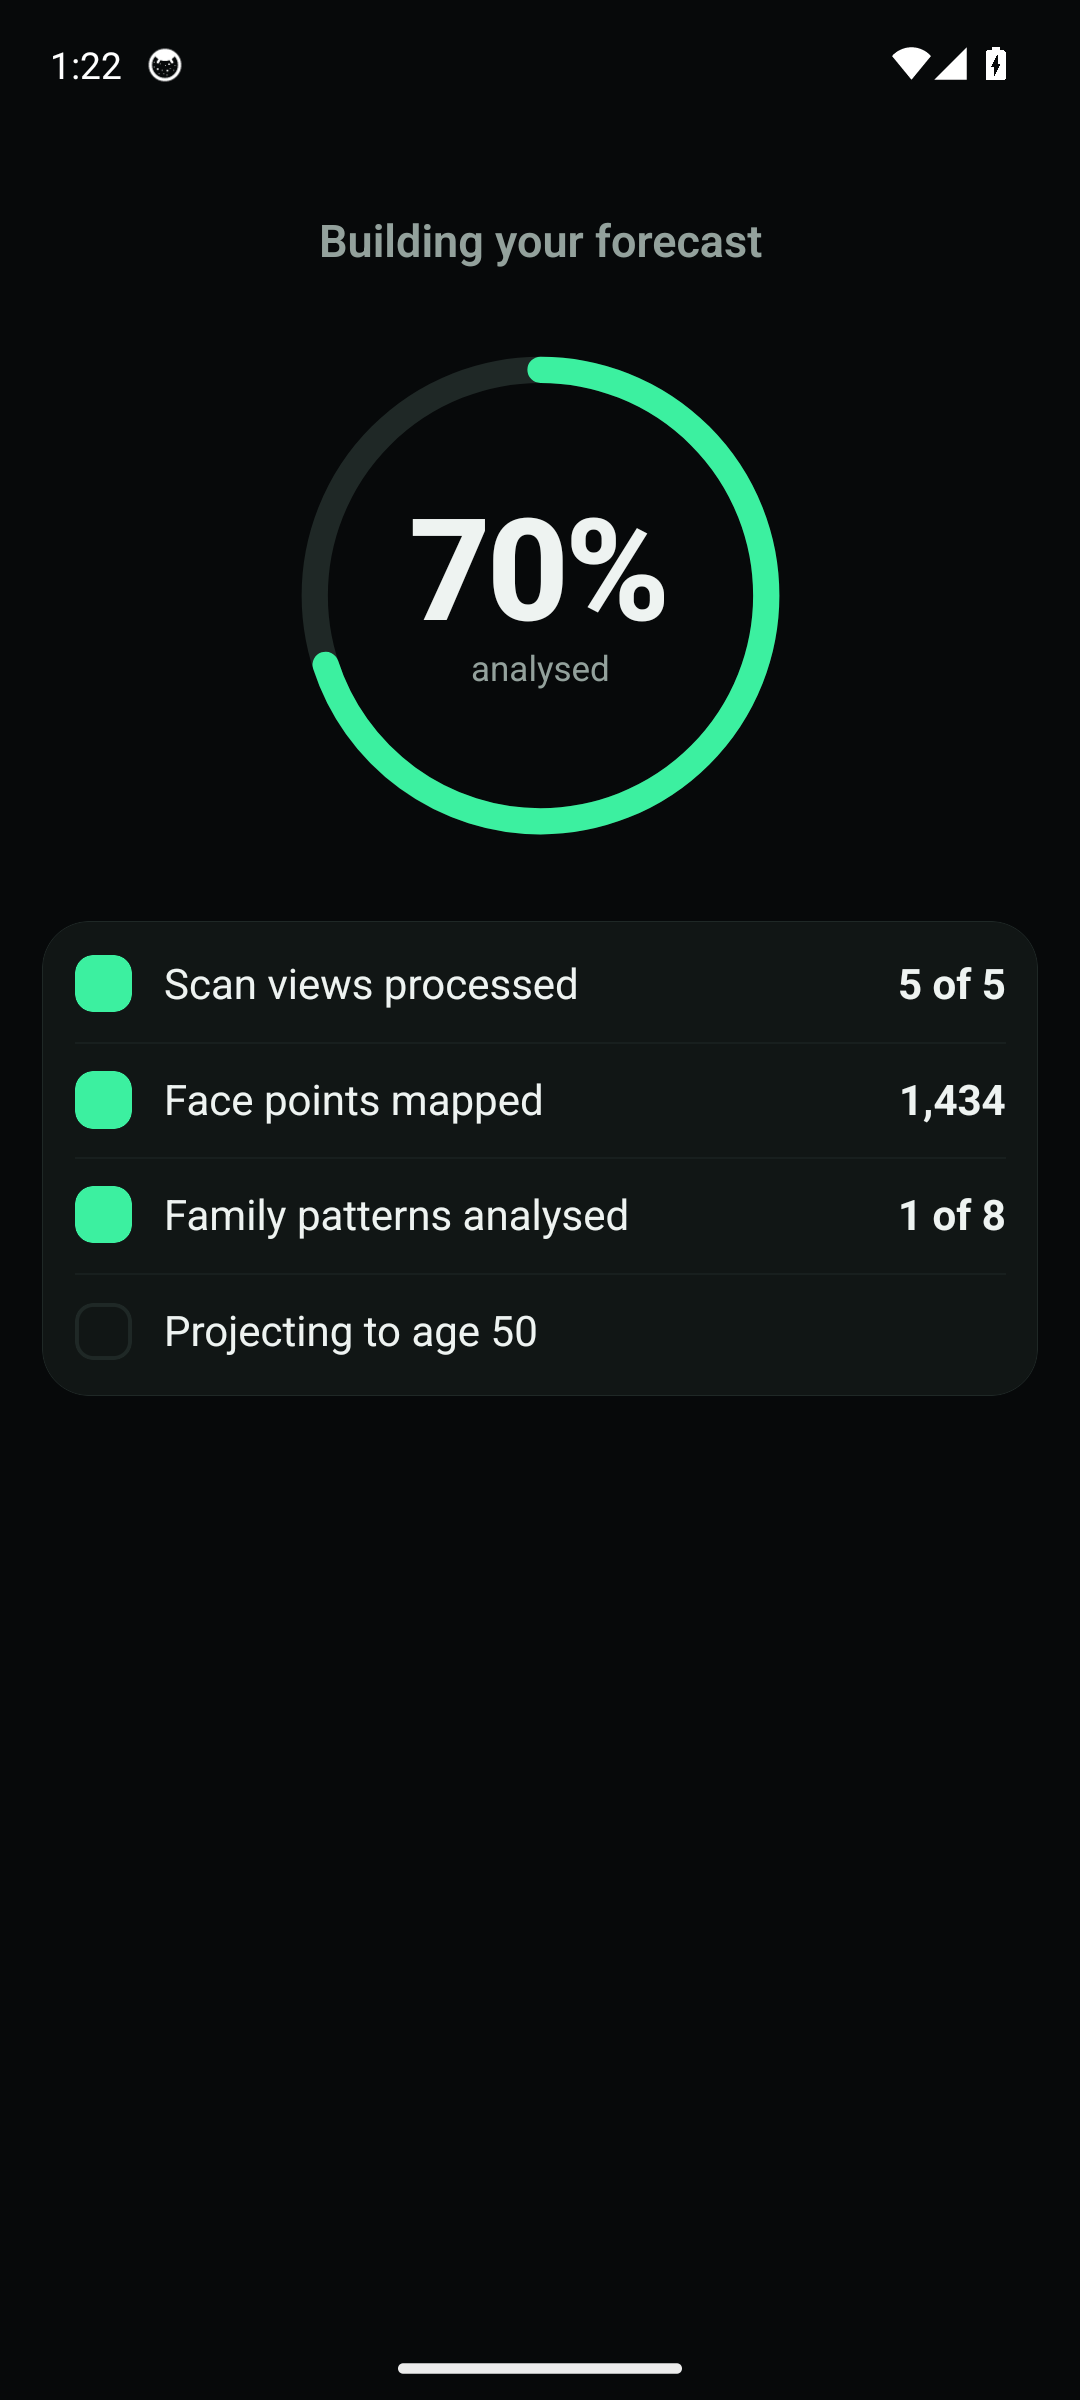 1:22
Building your forecast
70%
analysed
Scan views processed 5 of 5
Face points mapped 1,434
Family patterns analysed 1 of 8
Projecting to age 50